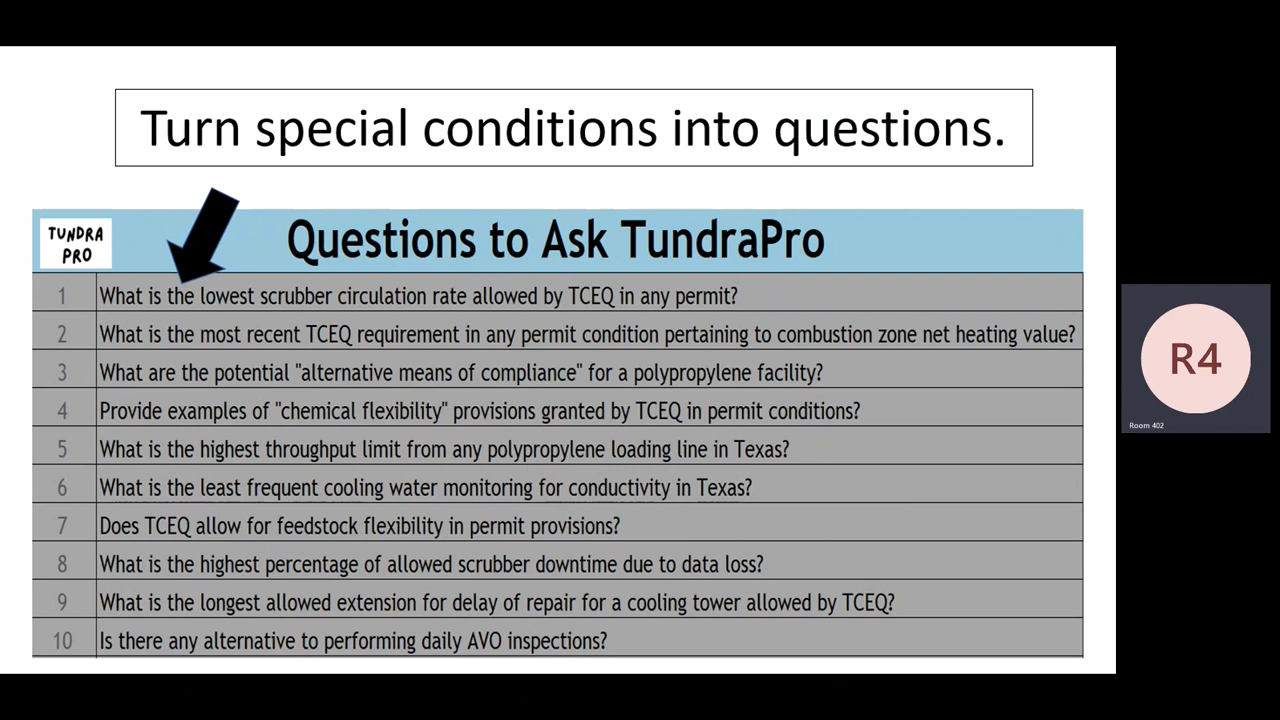 Turn special conditions into questions.
TUNDRA
PRO
Questions to Ask TundraPro
1 What is the lowest scrubber circulation rate allowed by TCEQ in any permit?
2 What is the most recent TCEQ requirement in any permit condition pertaining to combustion zone net heating value?
3 What are the potential "alternative means of compliance" for a polypropylene facility?
4 Provide examples of "chemical flexibility" provisions granted by TCEQ in permit conditions?
5 What is the highest throughput limit from any polypropylene loading line in Texas?
6 What is the least frequent cooling water monitoring for conductivity in Texas?
7 Does TCEQ allow for feedstock flexibility in permit provisions?
8 What is the highest percentage of allowed scrubber downtime due to data loss?
9 What is the longest allowed extension for delay of repair for a cooling tower allowed by TCEQ?
10 Is there any alternative to performing daily AVO inspections?
R4
Room 402